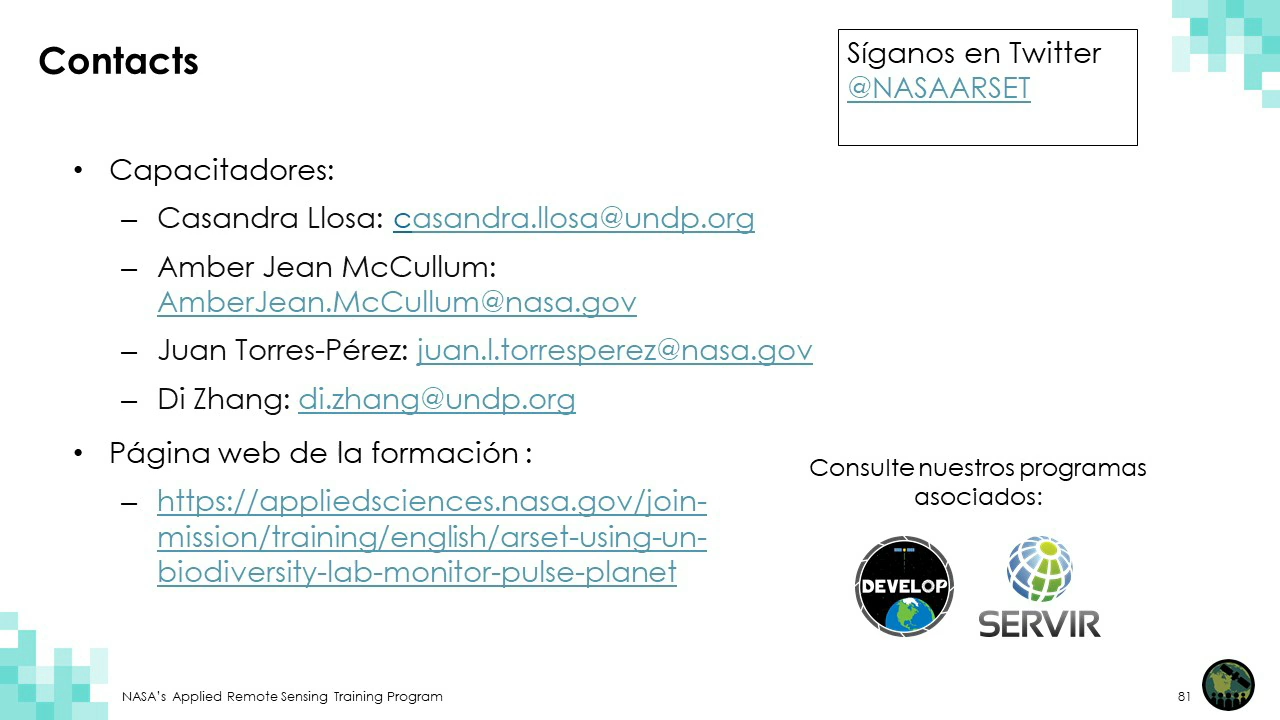 Contacts
Síganos en Twitter
@NASAARSET
• Capacitadores:
– Casandra Llosa: casandra.llosa@undp.org
– Amber Jean McCullum:
AmberJean.McCullum@nasa.gov
– Juan Torres-Pérez: juan.l.torresperez@nasa.gov
– Di Zhang: di.zhang@undp.org
• Página web de la formación :
– https://appliedsciences.nasa.gov/join-
mission/training/english/arset-using-un-
biodiversity-lab-monitor-pulse-planet
Consulte nuestros programas
asociados:
DEVELOP
SERVIR
NASA’s Applied Remote Sensing Training Program
81